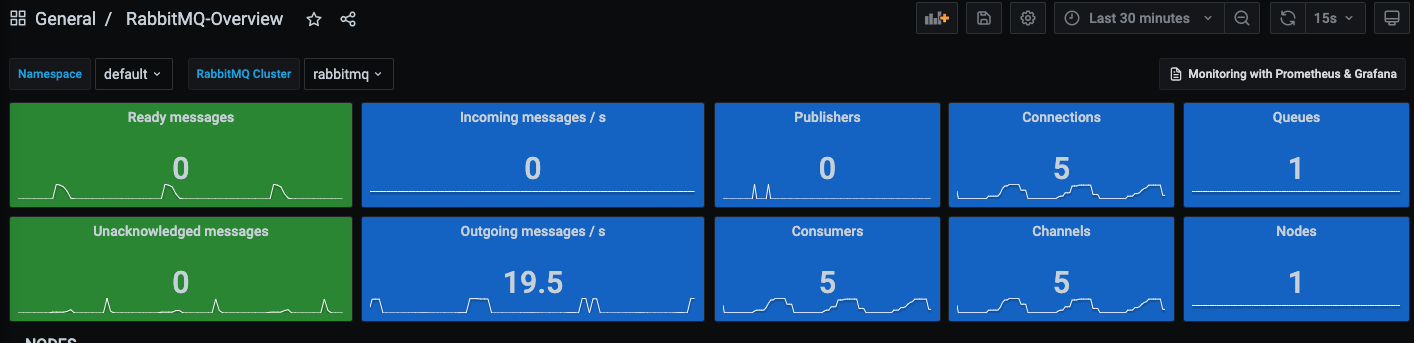 General / RabbitMQ-Overview
Last 30 minutes
15s
Namespace default RabbitMQ Cluster rabbitmq
Monitoring with Prometheus & Grafana
Ready messages
0
Incoming messages / s
0
Publishers
0
Connections
5
Queues
1
Unacknowledged messages
0
Outgoing messages / s
19.5
Consumers
5
Channels
5
Nodes
1
NODES